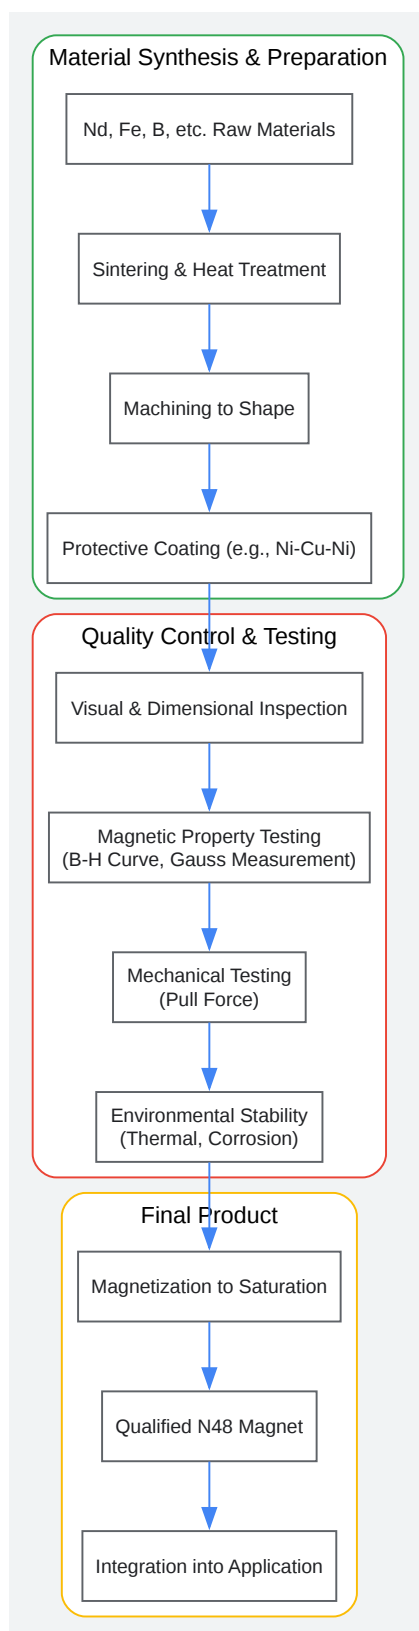 Material Synthesis & Preparation
Nd, Fe, B, etc. Raw Materials
Sintering & Heat Treatment
Machining to Shape
Protective Coating (e.g., Ni-Cu-Ni)
Quality Control & Testing
Visual & Dimensional Inspection
Magnetic Property Testing
(B-H Curve, Gauss Measurement)
Mechanical Testing
(Pull Force)
Environmental Stability
(Thermal, Corrosion)
Final Product
Magnetization to Saturation
Qualified N48 Magnet
Integration into Application